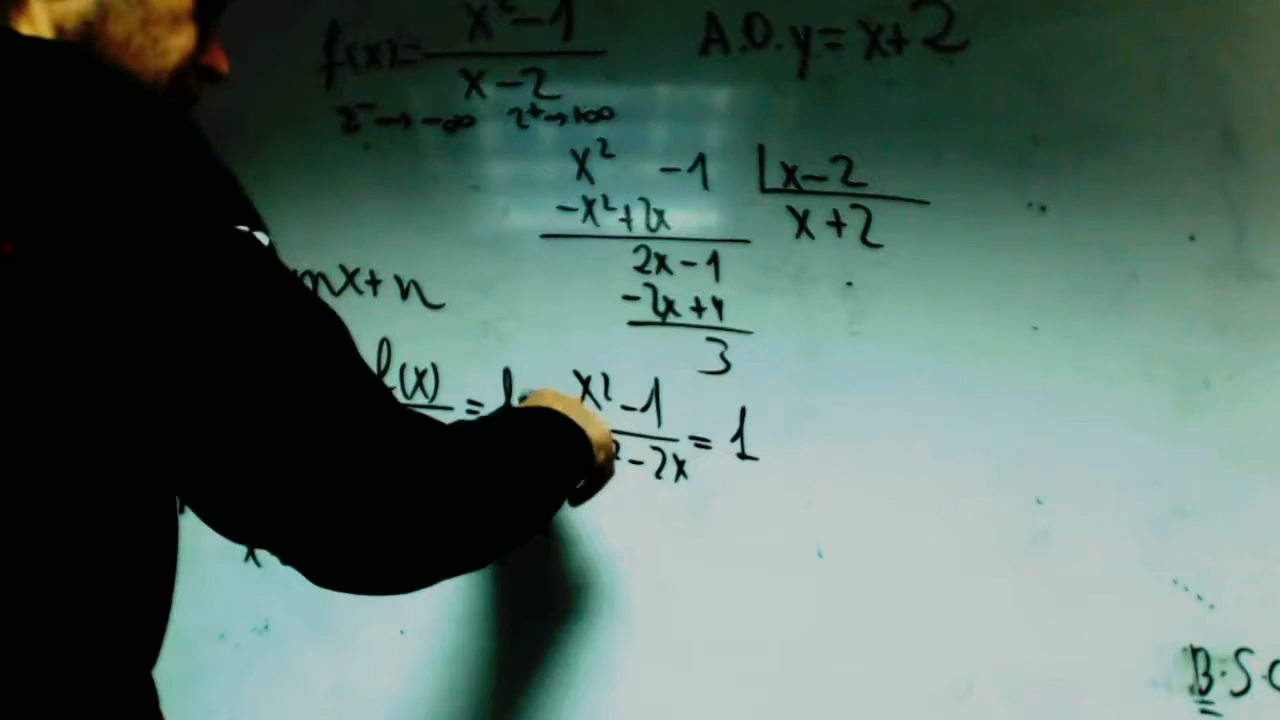 f(x)= x²-1 / x-2 A.O. y = x+2
2⁻→-∞ 2⁺→+∞
x² -1 |x-2
-x²+2x x+2
2x-1
-2x+4
3
mx+n
f(x) = x²-1 / ²-2x = 1
x
B.S.